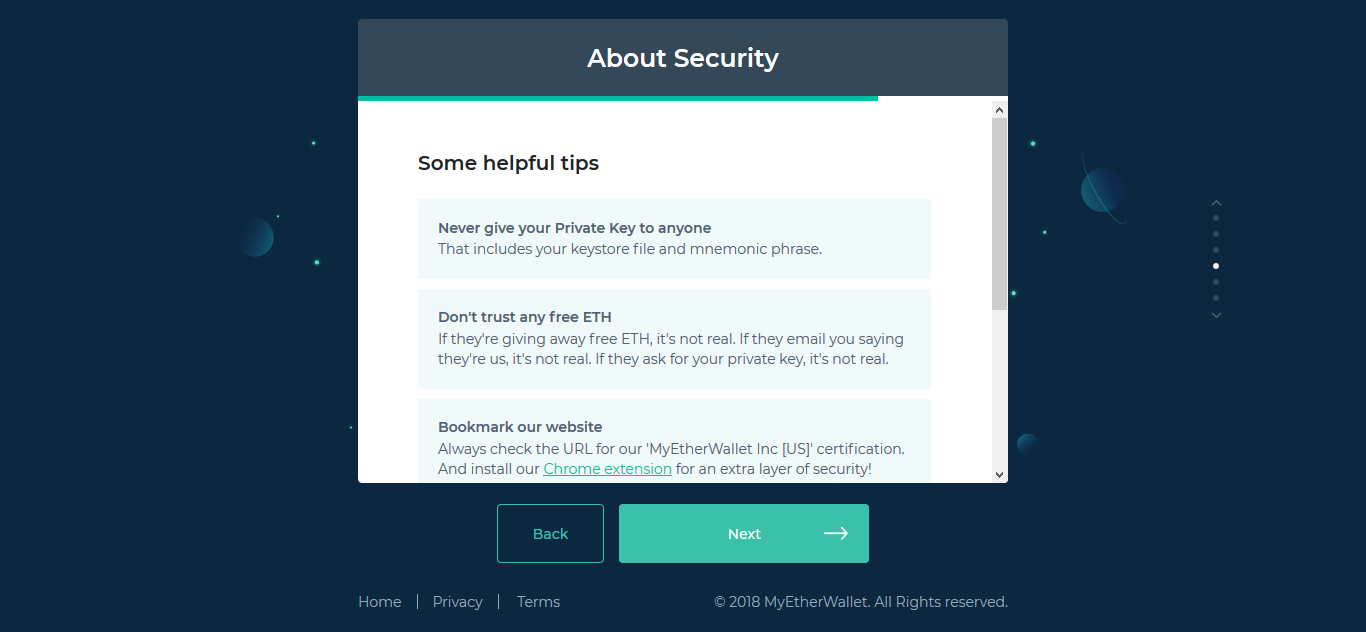 About Security
Some helpful tips
Never give your Private Key to anyone
That includes your keystore file and mnemonic phrase.
Don't trust any free ETH
If they're giving away free ETH, it's not real. If they email you saying
they're us, it's not real. If they ask for your private key, it's not real.
Bookmark our website
Always check the URL for our 'MyEtherWallet Inc [US]' certification.
And install our Chrome extension for an extra layer of security!
Back
Next
Home | Privacy | Terms
© 2018 MyEtherWallet. All Rights reserved.